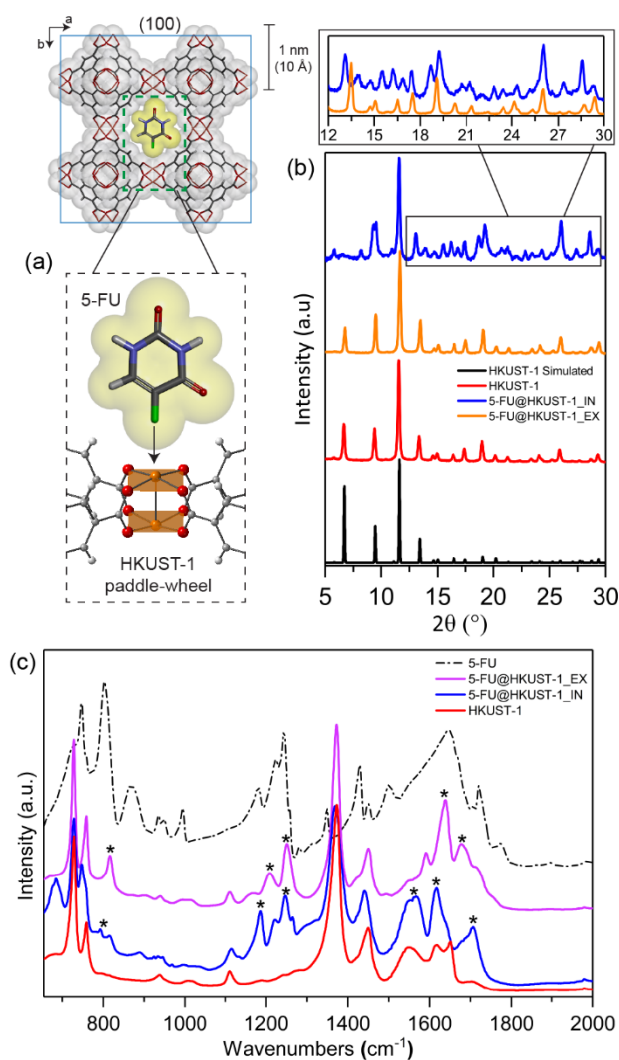 a
b
(100)
1 nm
(10 Å)
(a)
5-FU
HKUST-1
paddle-wheel
12 15 18 21 24 27 30
(b)
Intensity (a.u)
HKUST-1 Simulated
HKUST-1
5-FU@HKUST-1_IN
5-FU@HKUST-1_EX
5 10 15 20 25 30
2θ (°)
(c)
5-FU
5-FU@HKUST-1_EX
5-FU@HKUST-1_IN
HKUST-1
Intensity (a.u.)
* * * * *
* * * * * *
800 1000 1200 1400 1600 1800 2000
Wavenumbers (cm⁻¹)